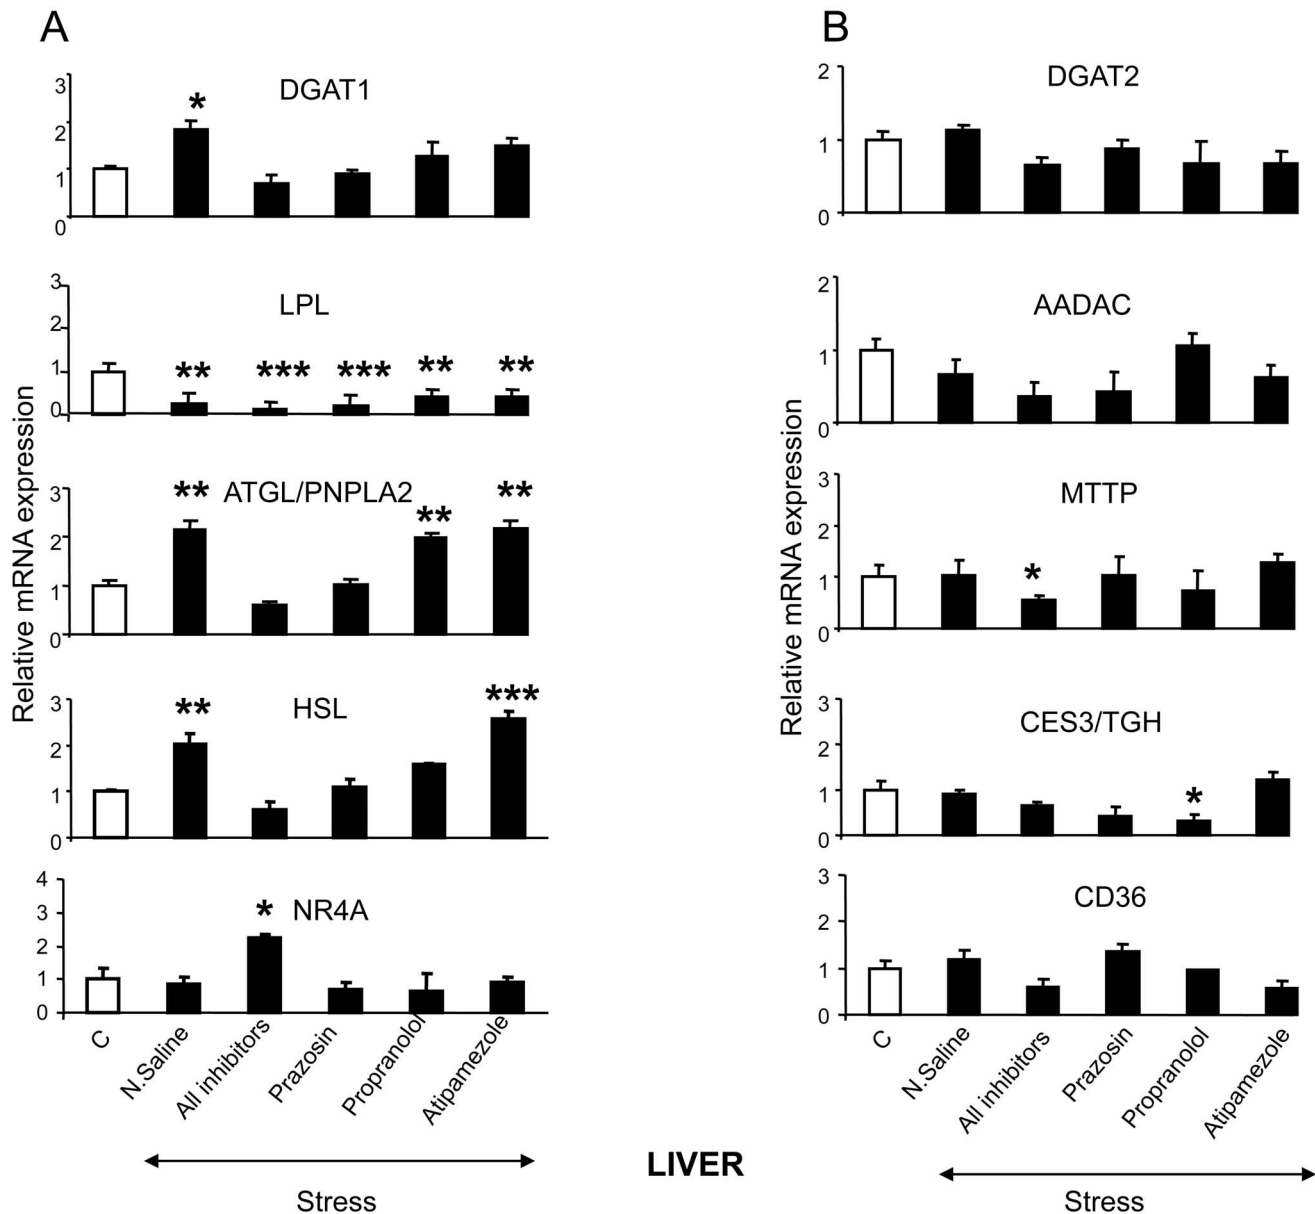 A
Relative mRNA expression
3
DGAT1
*
2
1
0
3
LPL
2
1
** *** *** ** **
0
3
** ATGL/PNPLA2 **
**
2
1
0
3
***
** HSL
2
1
0
4
3
* NR4A
2
1
0
C
N.Saline
All inhibitors
Prazosin
Propranolol
Atipamezole
Stress
B
Relative mRNA expression
2
DGAT2
1
0
2
AADAC
1
0
3
MTTP
2
*
1
0
3
CES3/TGH
2
1
*
0
3
CD36
2
1
0
C
N.Saline
All inhibitors
Prazosin
Propranolol
Atipamezole
Stress
LIVER